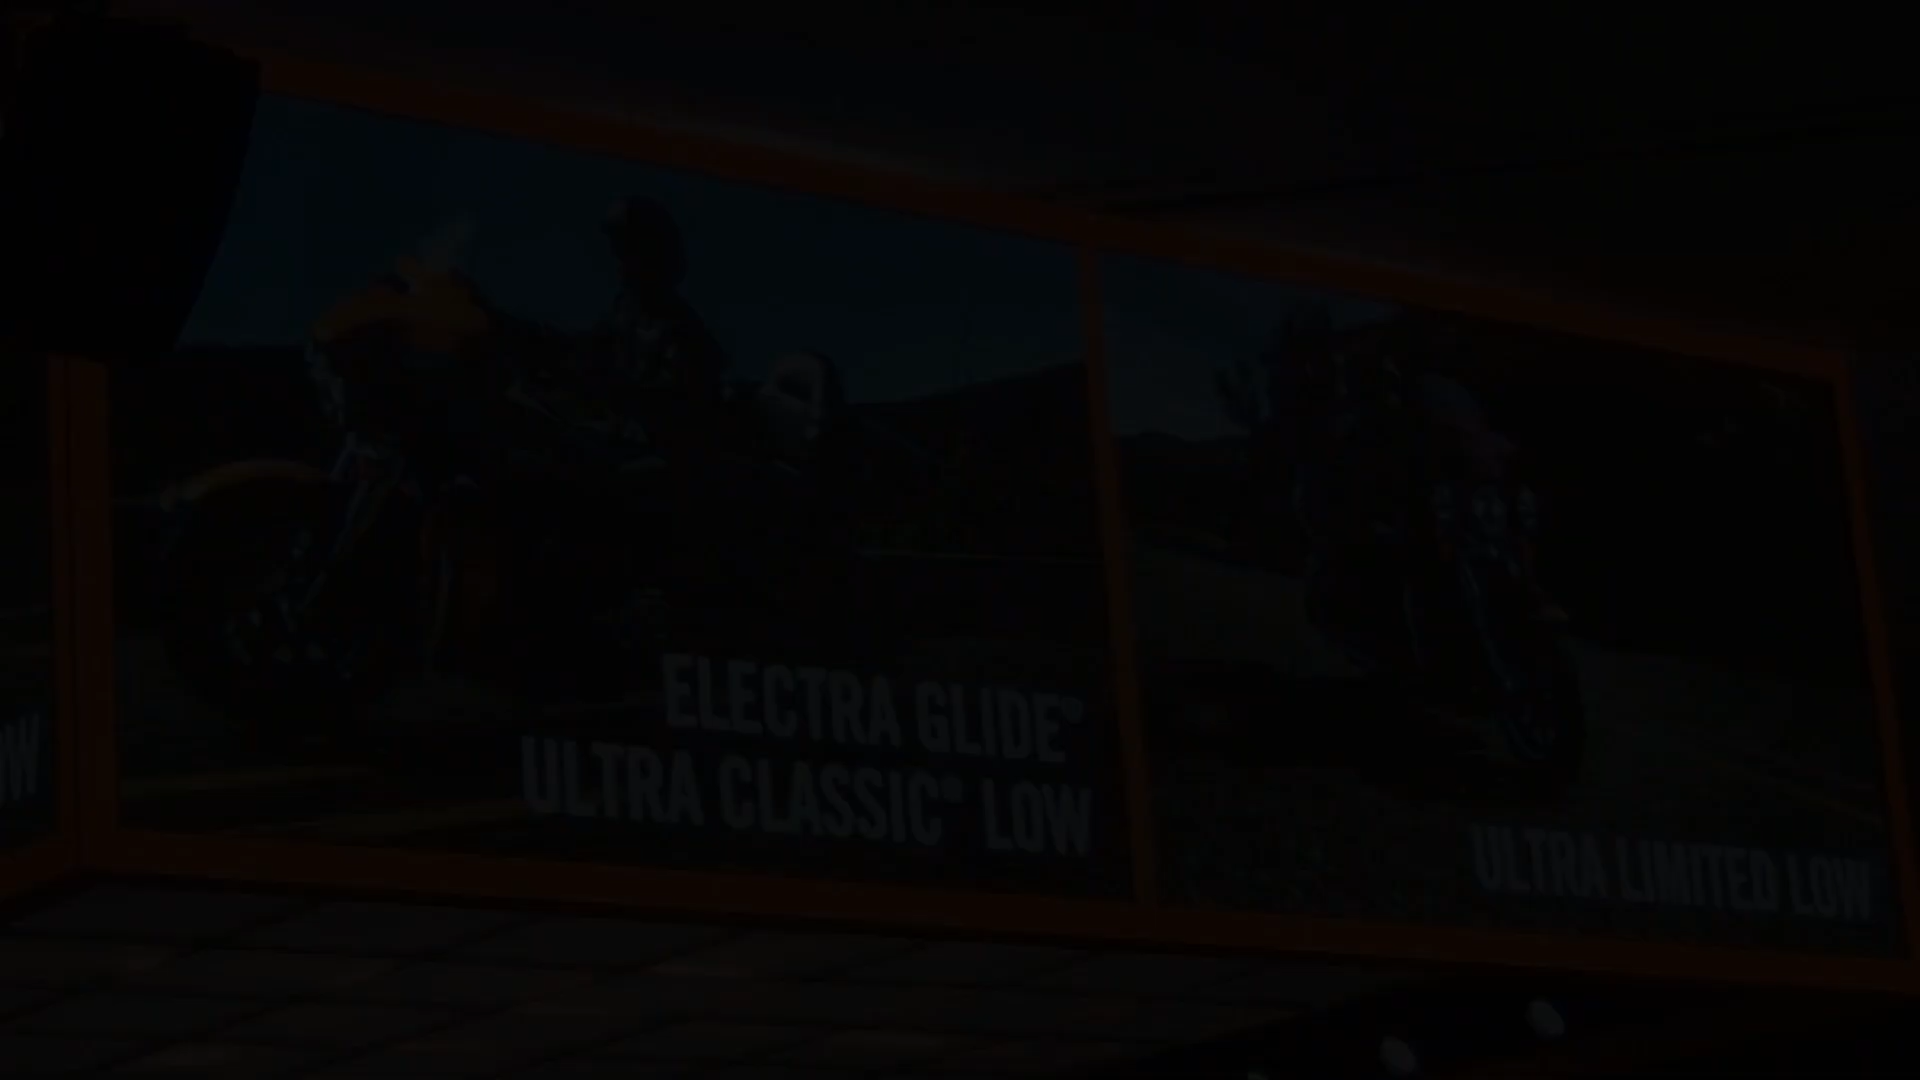 ELECTRA GLIDE®
ULTRA CLASSIC® LOW
ULTRA LIMITED LOW